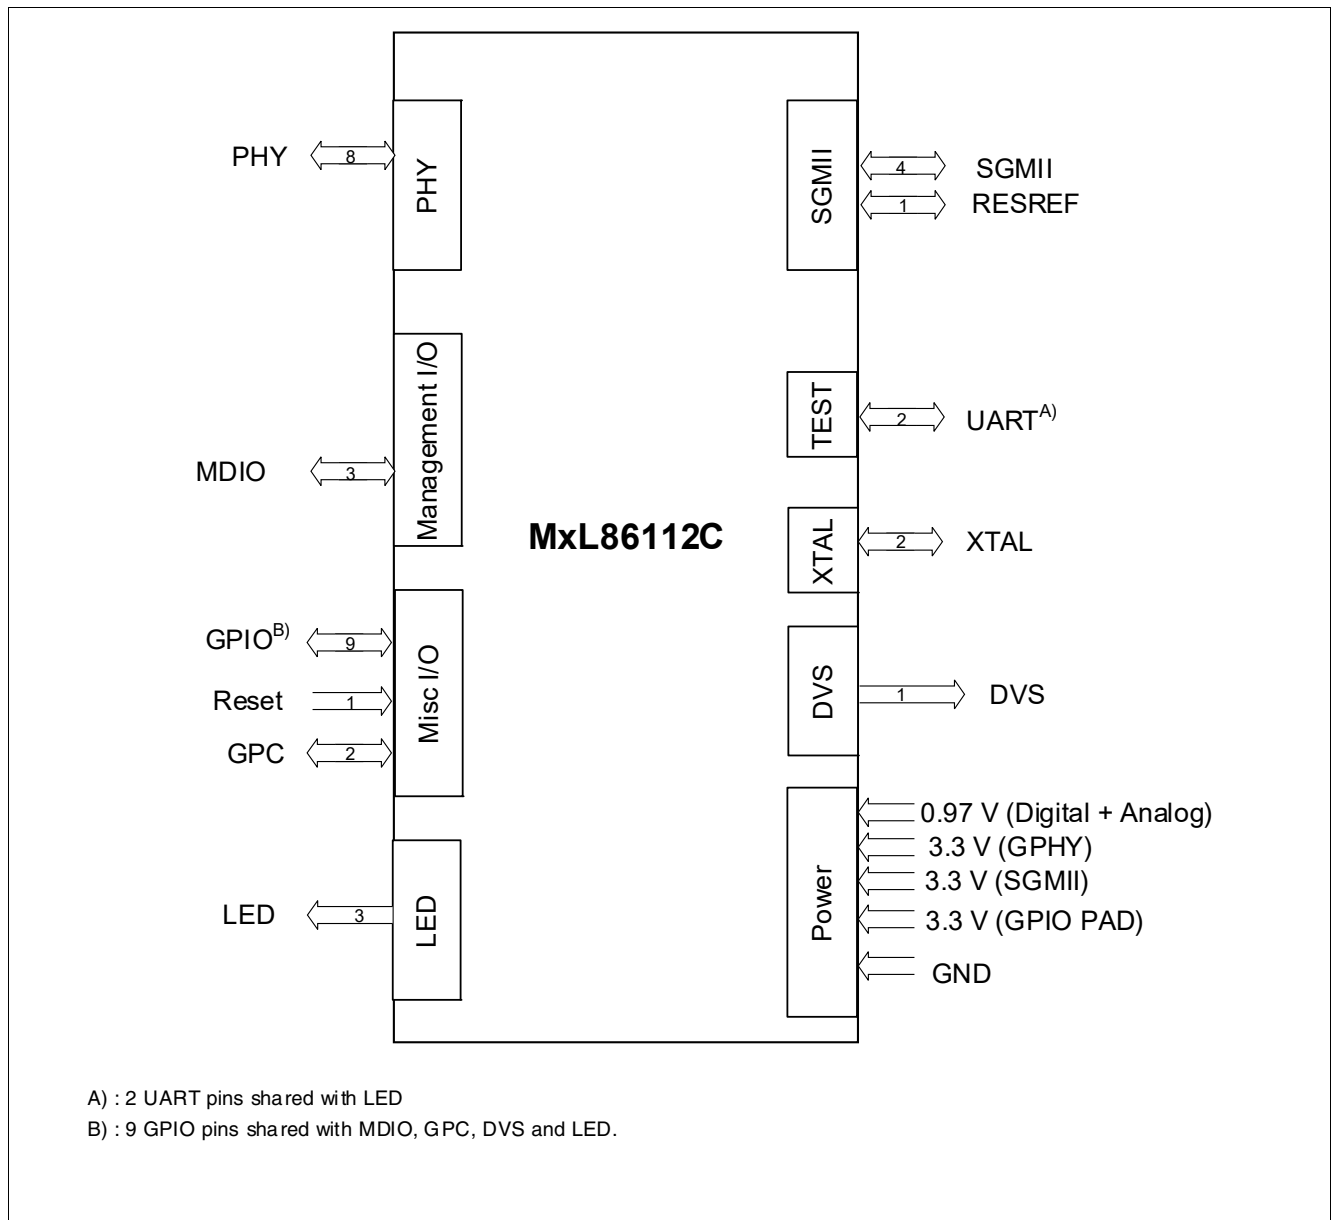 PHY
8
PHY
SGMII
4
SGMII
1
RESREF
MDIO
3
Management I/O
TEST
2
UARTA)
MxL86112C
XTAL
2
XTAL
GPIOB)
9
Reset
1
GPC
2
Misc I/O
DVS
1
DVS
LED
3
LED
Power
0.97 V (Digital + Analog)
3.3 V (GPHY)
3.3 V (SGMII)
3.3 V (GPIO PAD)
GND
A) : 2 UART pins shared with LED
B) : 9 GPIO pins shared with MDIO, GPC, DVS and LED.